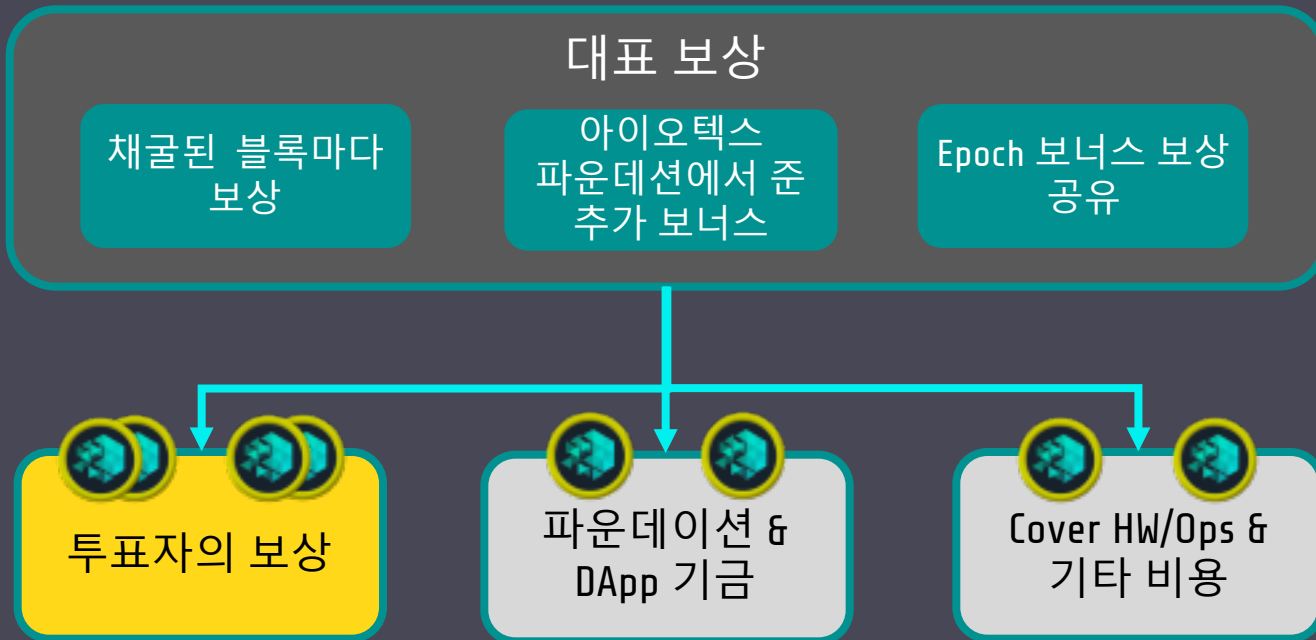 대표 보상
채굴된 블록마다
보상
아이오텍스
파운데션에서 준
추가 보너스
Epoch 보너스 보상
공유
투표자의 보상
파운데이션 &
DApp 기금
Cover HW/Ops &
기타 비용